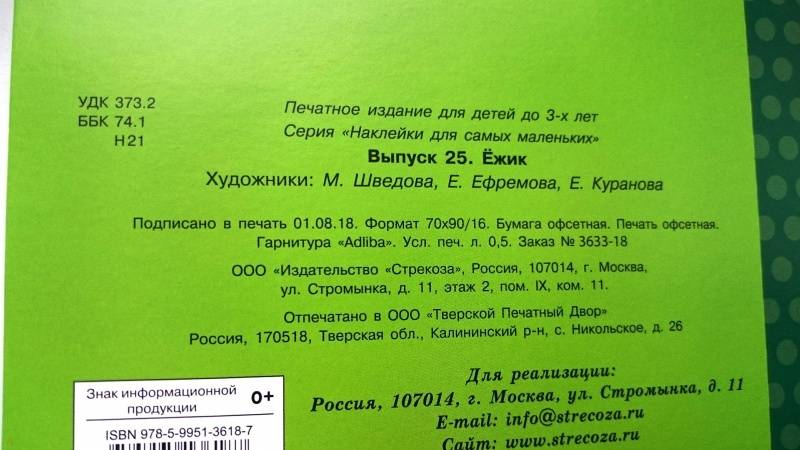 УДК 373.2
ББК 74.1
Н21
Печатное издание для детей до 3-х лет
Серия «Наклейки для самых маленьких»
Выпуск 25. Ёжик
Художники: М. Шведова, Е. Ефремова, Е. Куранова
Подписано в печать 01.08.18. Формат 70х90/16. Бумага офсетная. Печать офсетная.
Гарнитура «Adliba». Усл. печ. л. 0,5. Заказ № 3633-18
ООО «Издательство «Стрекоза», Россия, 107014, г. Москва,
ул. Стромынка, д. 11, этаж 2, пом. IX, ком. 11.
Отпечатано в ООО «Тверской Печатный Двор»
Россия, 170518, Тверская обл., Калининский р-н, с. Никольское, д. 26
Для реализации:
Россия, 107014, г. Москва, ул. Стромынка, д. 11
E-mail: info@strecoza.ru
Сайт: www.strecoza.ru
Знак информационной
продукции 0+
ISBN 978-5-9951-3618-7